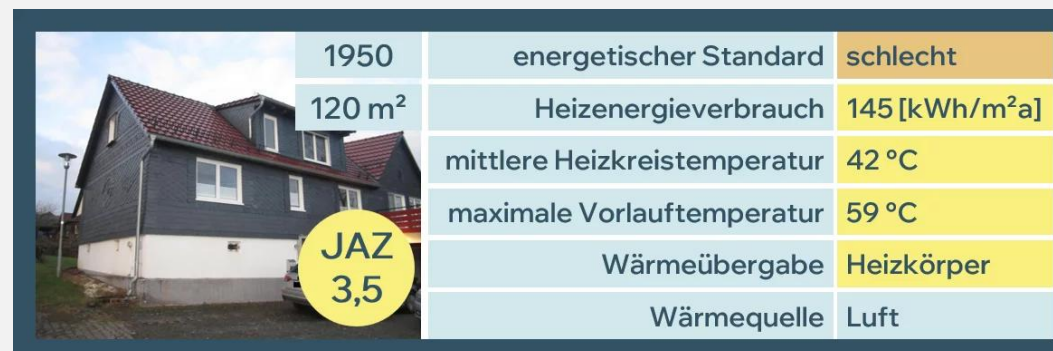 1950
120 m²
JAZ
3,5
energetischer Standard schlecht
Heizenergieverbrauch 145 [kWh/m²a]
mittlere Heizkreistemperatur 42 °C
maximale Vorlauftemperatur 59 °C
Wärmeübergabe Heizkörper
Wärmequelle Luft